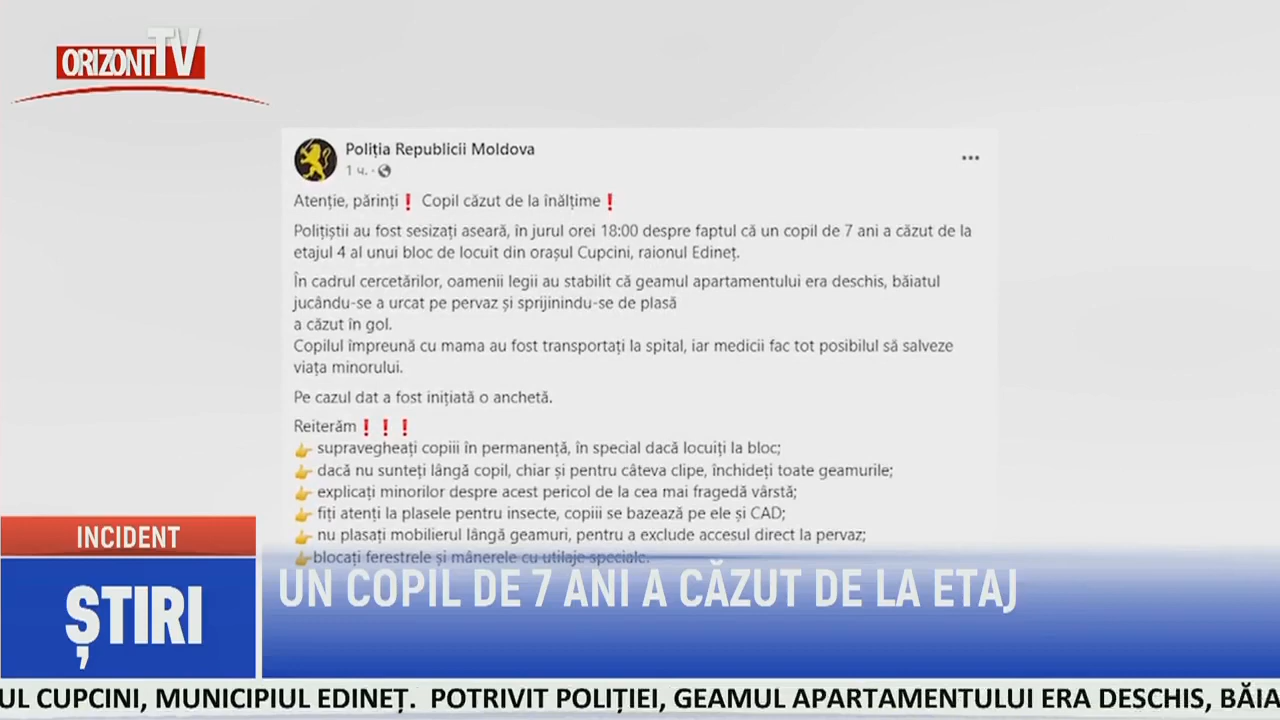 ORIZONT TV
Poliția Republicii Moldova
1 ч.
Atenție, părinți❗ Copil căzut de la înălțime❗
Polițiștii au fost sesizați aseară, în jurul orei 18:00 despre faptul că un copil de 7 ani a căzut de la
etajul 4 al unui bloc de locuit din orașul Cupcini, raionul Edineț.
În cadrul cercetărilor, oamenii legii au stabilit că geamul apartamentului era deschis, băiatul
jucându-se a urcat pe pervaz și sprijinindu-se de plasă
a căzut în gol.
Copilul împreună cu mama au fost transportați la spital, iar medicii fac tot posibilul să salveze
viața minorului.
Pe cazul dat a fost inițiată o anchetă.
Reiterăm❗❗❗
👉 supravegheați copiii în permanență, în special dacă locuiți la bloc;
👉 dacă nu sunteți lângă copil, chiar și pentru câteva clipe, închideți toate geamurile;
👉 explicați minorilor despre acest pericol de la cea mai fragedă vârstă;
👉 fiți atenți la plasele pentru insecte, copiii se bazează pe ele și CAD;
👉 nu plasați mobilierul lângă geamuri, pentru a exclude accesul direct la pervaz;
👉blocați ferestrele și mânerele cu utilaje speciale.
INCIDENT
ȘTIRI
UN COPIL DE 7 ANI A CĂZUT DE LA ETAJ
UL CUPCINI, MUNICIPIUL EDINEȚ. POTRIVIT POLIȚIEI, GEAMUL APARTAMENTULUI ERA DESCHIS, BĂIA